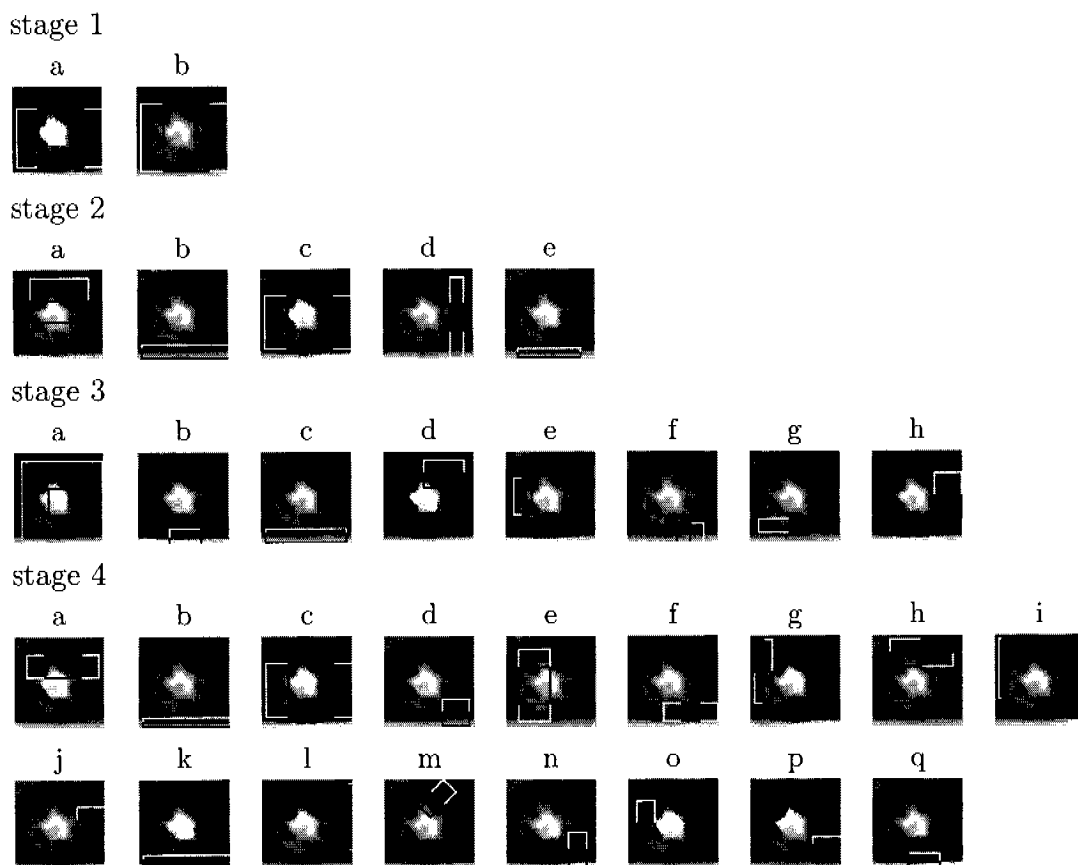 stage 1
a b
stage 2
a b c d e
stage 3
a b c d e f g h
stage 4
a b c d e f g h i
j k l m n o p q